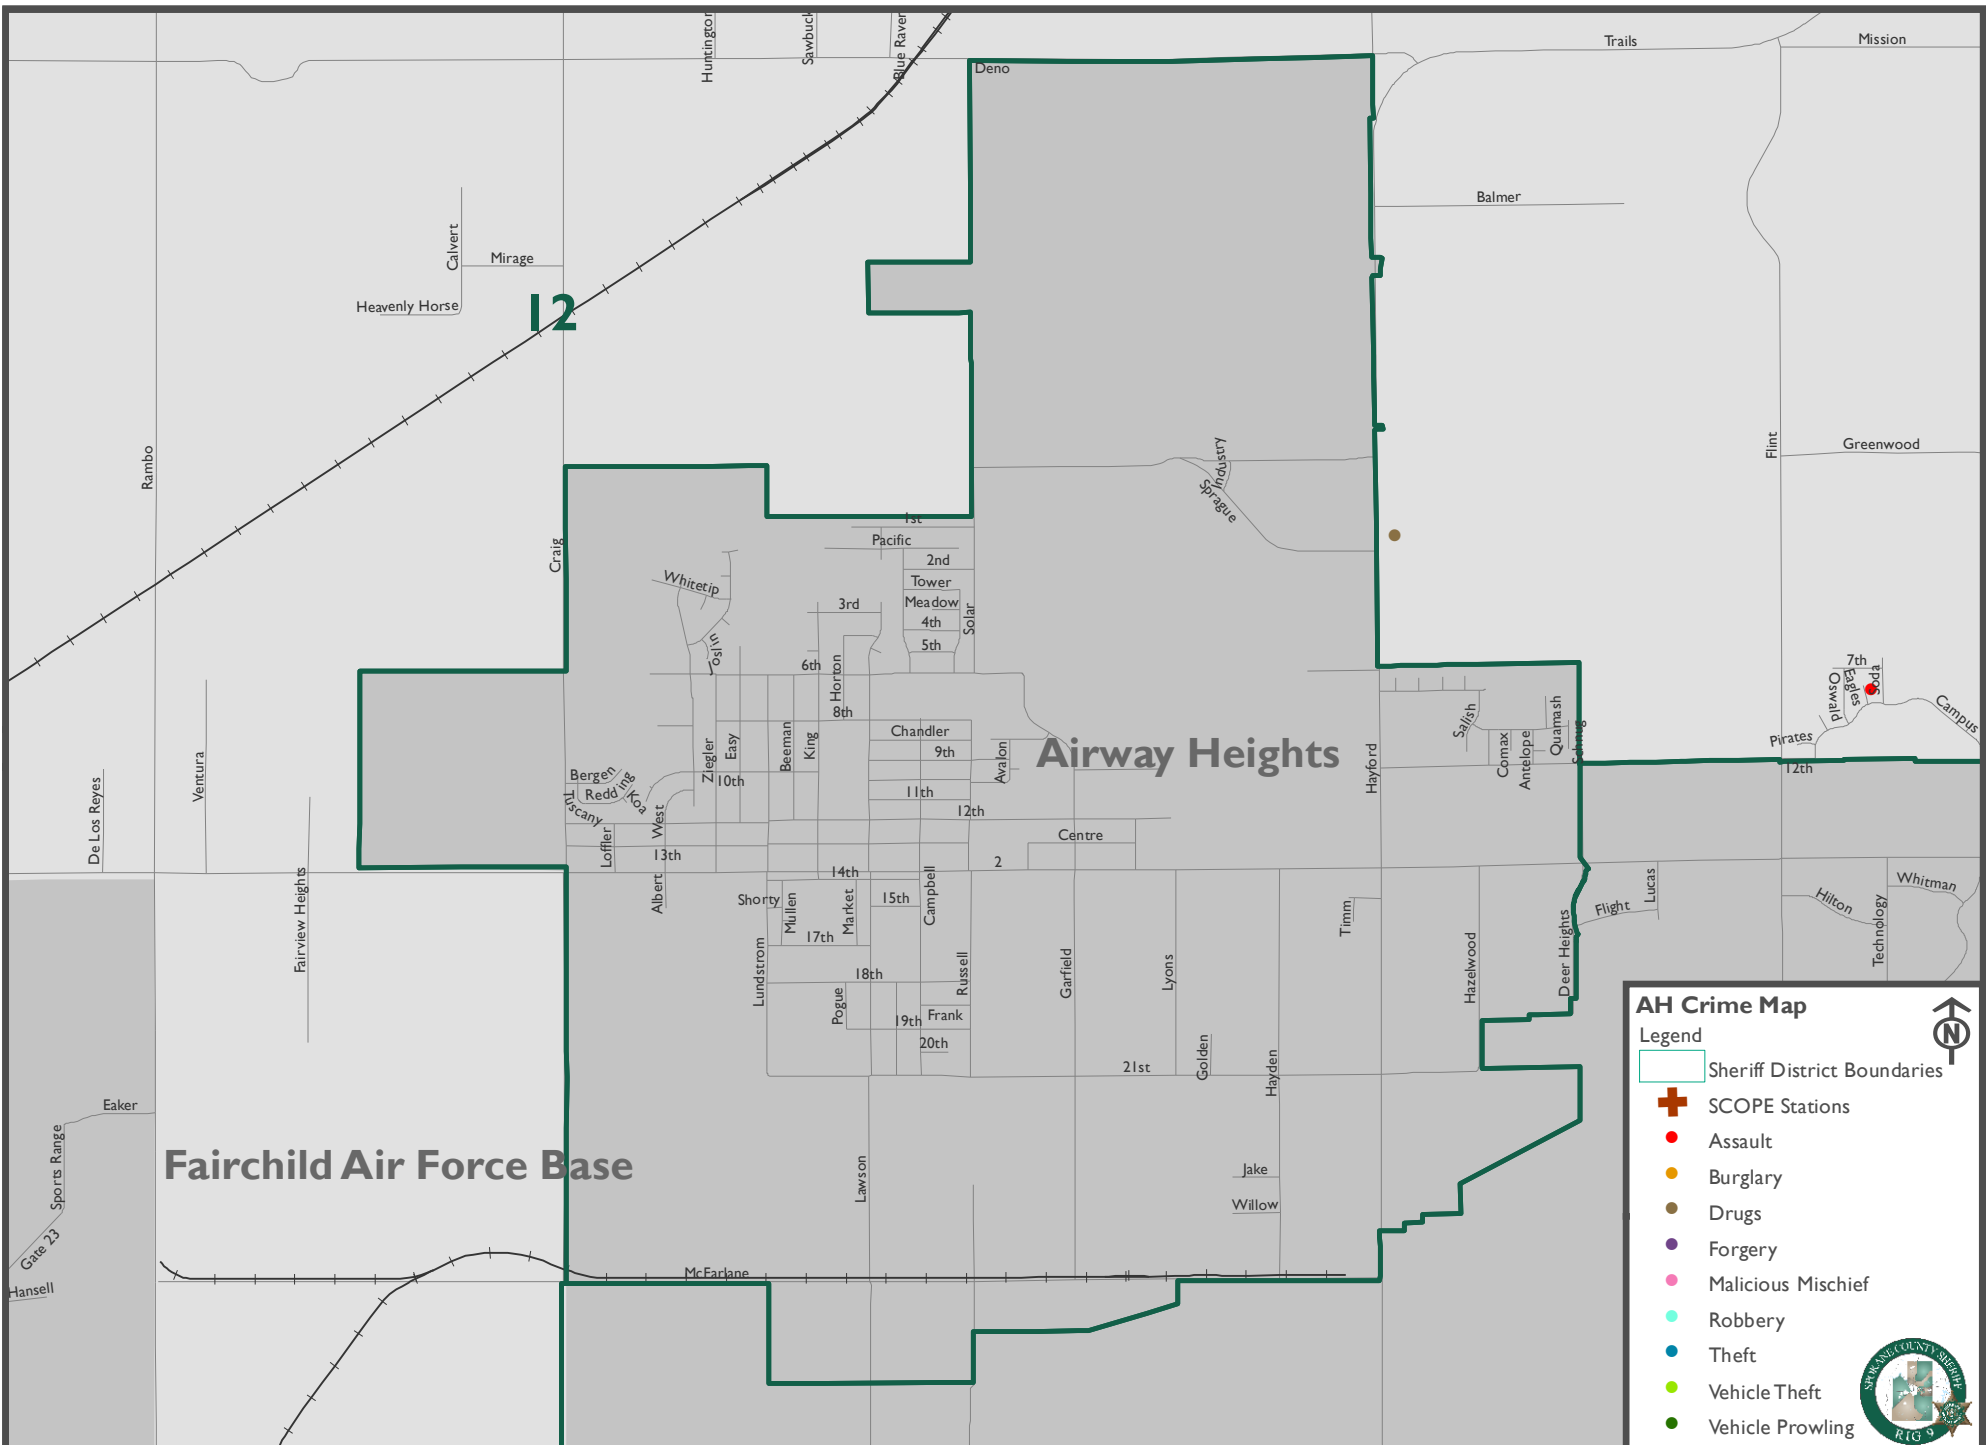 Huntington
Sawbuck
Blue Raven
Deno
Trails
Mission
Balmer
Calvert
Mirage
Heavenly Horse
12
Rambo
Craig
Flint
Greenwood
Industry
Sprague
1st
Pacific
2nd
Tower
Meadow
4th
5th
Solar
Whitetip
3rd
Joslin
6th
Horton
8th
Chandler
9th
Avalon
Airway Heights
Hayford
Salish
Comax
Antelope
Quamash
Schnug
7th
Oswald
Eagles
Soda
Pirates
Campus
12th
Ventura
De Los Reyes
Bergen
Redding
Koa
Tuscany
Ziegler
Easy
Beeman
King
10th
11th
12th
West
Loffler
13th
Centre
2
14th
Albert
Shorty
Mullen
Market
15th
Campbell
17th
Fairview Heights
Lundstrom
18th
Russell
Pogue
19th
Frank
20th
Garfield
Lyons
Timm
Hazelwood
Deer Heights
Flight
Lucas
Hilton
Technology
Whitman
21st
Golden
Hayden
Eaker
Sports Range
Gate 23
Hansell
Fairchild Air Force Base
Lawson
Jake
Willow
McFarlane
AH Crime Map
N
Legend
Sheriff District Boundaries
SCOPE Stations
Assault
Burglary
Drugs
Forgery
Malicious Mischief
Robbery
Theft
Vehicle Theft
Vehicle Prowling
SPOKANE COUNTY SHERIFF
RIG 9